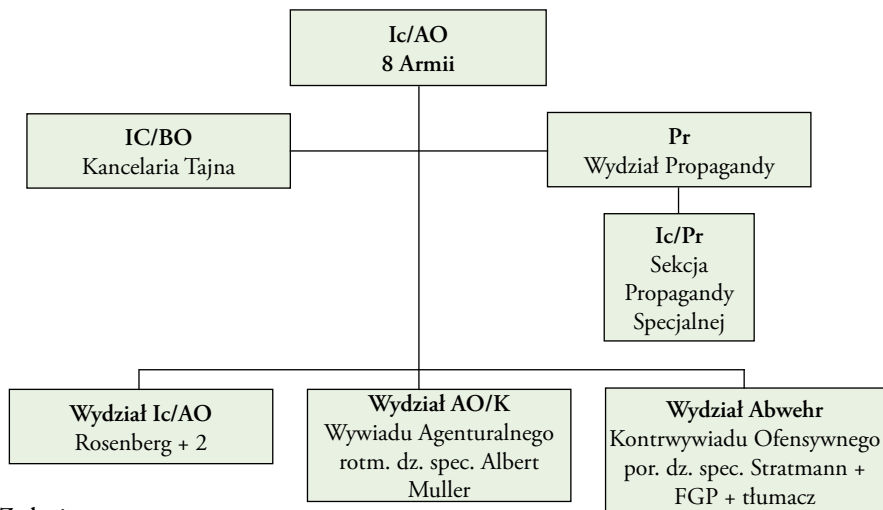 Ic/AO
8 Armii
IC/BO
Kancelaria Tajna
Pr
Wydział Propagandy
Ic/Pr
Sekcja
Propagandy
Specjalnej
Wydział Ic/AO
Rosenberg + 2
Wydział AO/K
Wywiadu Agenturalnego
rotm. dz. spec. Albert
Muller
Wydział Abwehr
Kontrwywiadu Ofensywnego
por. dz. spec. Stratmann +
FGP + tłumacz